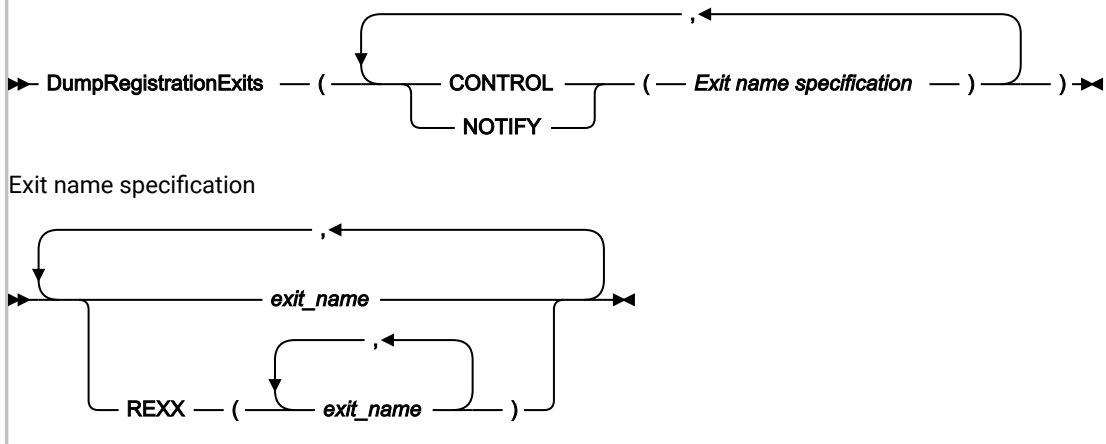 ,
DumpRegistrationExits ( CONTROL ( Exit name specification ) )
NOTIFY
Exit name specification
,
exit_name
,
REXX ( exit_name )